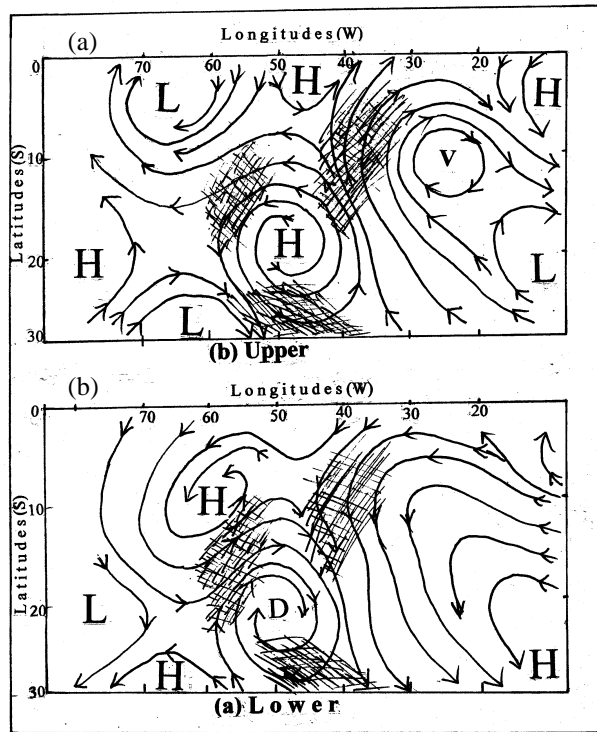 (a)
Longitudes(W)
0 70 60 50 40 30 20
L H H
10 V
Latitudes(S)
H
H 20 L
L
30
(b) Upper
(b)
Longitudes(W)
0 70 60 50 40 30 20
H
10
Latitudes(S)
L 20 D
H
H
30
(a) Lower